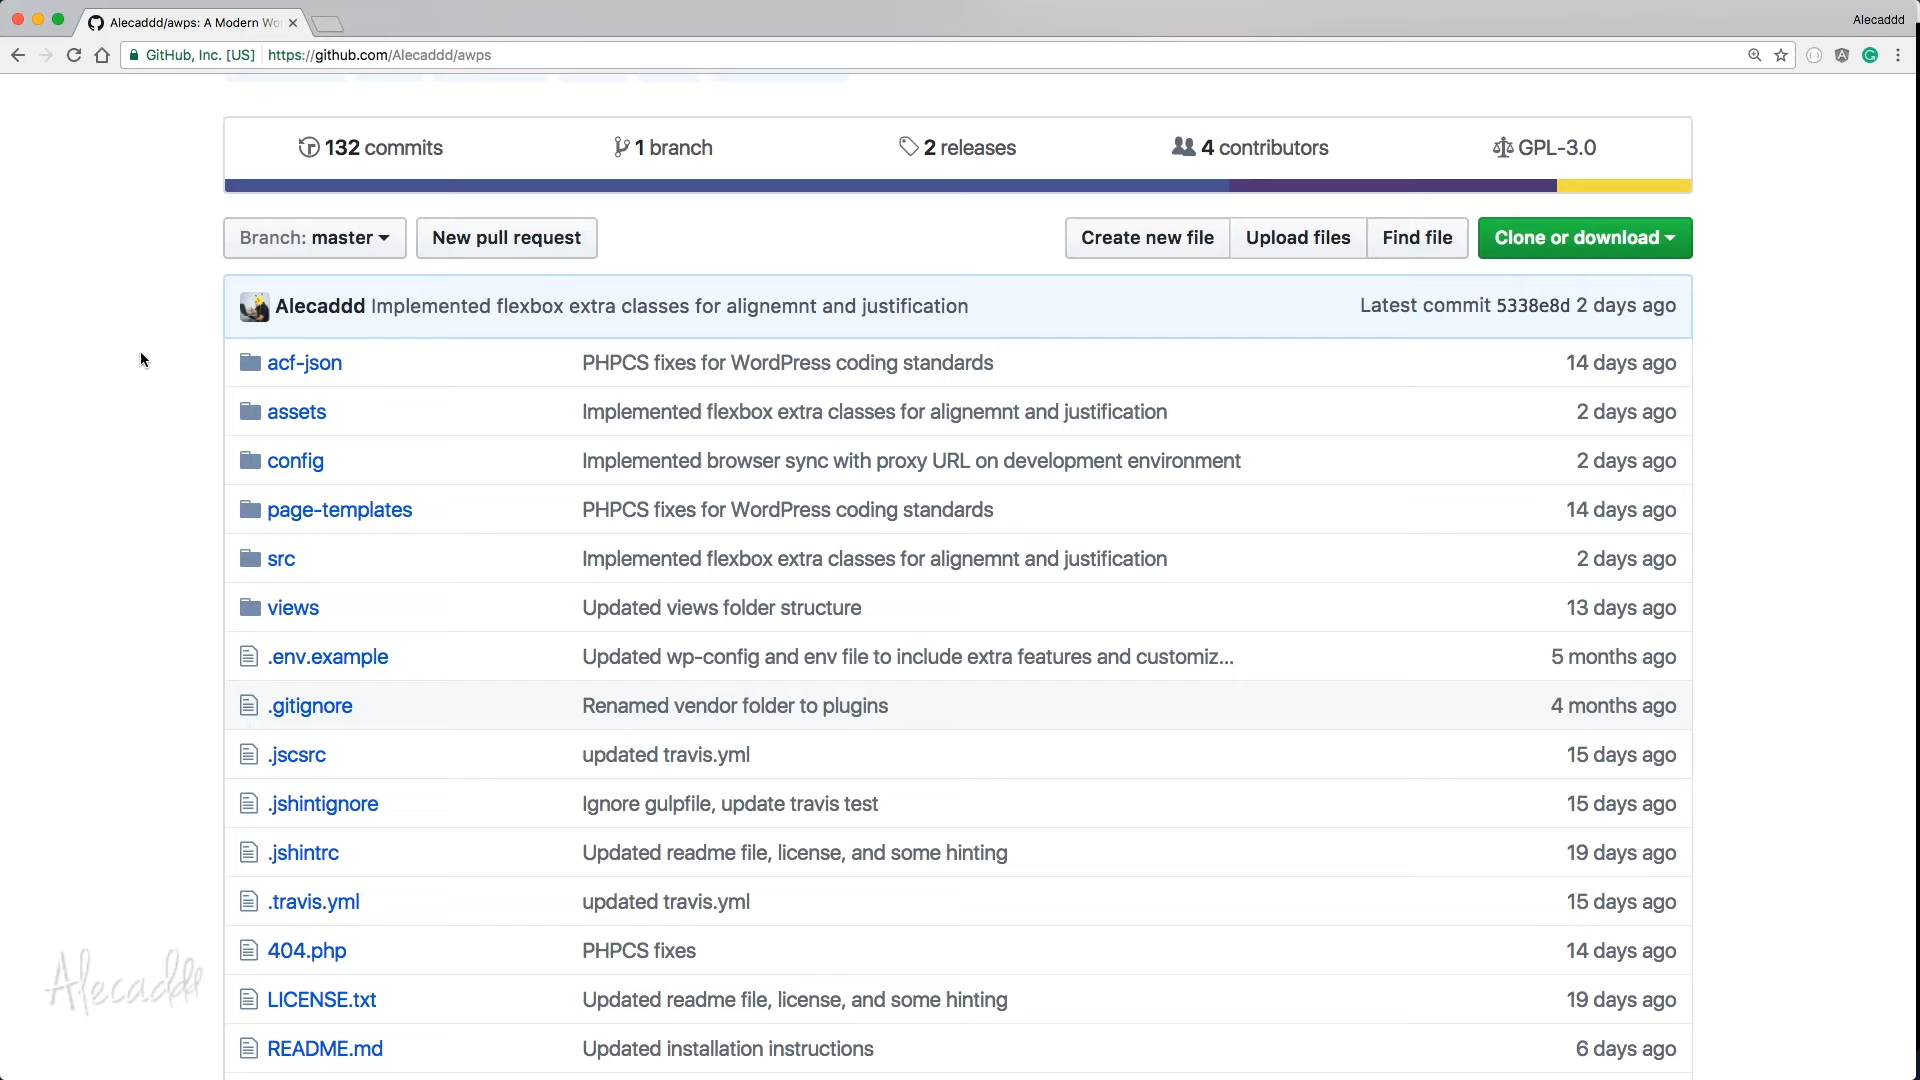 Alecaddd/awps: A Modern Wo
Alecaddd
GitHub, Inc. [US] https://github.com/Alecaddd/awps
132 commits 1 branch 2 releases 4 contributors GPL-3.0
Branch: master New pull request Create new file Upload files Find file Clone or download
Alecaddd Implemented flexbox extra classes for alignemnt and justification Latest commit 5338e8d 2 days ago
acf-json PHPCS fixes for WordPress coding standards 14 days ago
assets Implemented flexbox extra classes for alignemnt and justification 2 days ago
config Implemented browser sync with proxy URL on development environment 2 days ago
page-templates PHPCS fixes for WordPress coding standards 14 days ago
src Implemented flexbox extra classes for alignemnt and justification 2 days ago
views Updated views folder structure 13 days ago
.env.example Updated wp-config and env file to include extra features and customiz... 5 months ago
.gitignore Renamed vendor folder to plugins 4 months ago
.jscsrc updated travis.yml 15 days ago
.jshintignore Ignore gulpfile, update travis test 15 days ago
.jshintrc Updated readme file, license, and some hinting 19 days ago
.travis.yml updated travis.yml 15 days ago
404.php PHPCS fixes 14 days ago
Alecaddd
LICENSE.txt Updated readme file, license, and some hinting 19 days ago
README.md Updated installation instructions 6 days ago